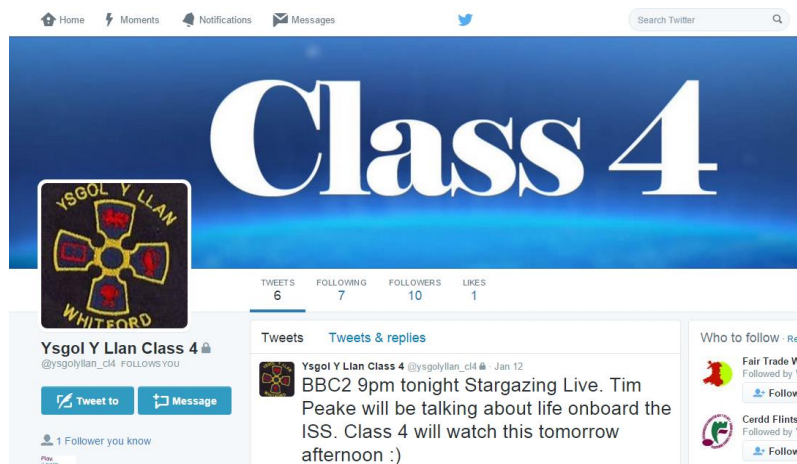 Home Moments Notifications Messages Search Twitter
Class 4
YSGOL Y LLAN
WHITFORD
TWEETS FOLLOWING FOLLOWERS LIKES
6 7 10 1
Ysgol Y Llan Class 4
@ysgolyllan_cl4 FOLLOWS YOU
Tweet to Message
1 Follower you know
Tweets Tweets & replies
Ysgol Y Llan Class 4 @ysgolyllan_cl4 · Jan 12
BBC2 9pm tonight Stargazing Live. Tim
Peake will be talking about life onboard the
ISS. Class 4 will watch this tomorrow
afternoon :)
Who to follow ·
Fair Trade
Followed by
Follow
Cerdd Flints
Followed by
Follow